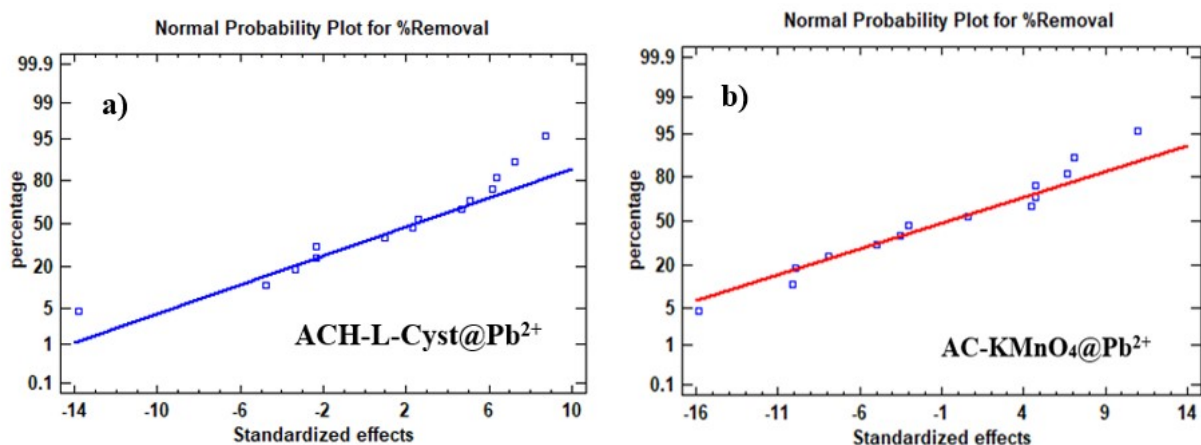 Normal Probability Plot for %Removal
99.9
99
95
80
50
20
5
1
0.1
percentage
a)
ACH-L-Cyst@Pb²⁺
-14 -10 -6 -2 2 6 10
Standardized effects
Normal Probability Plot for %Removal
99.9
99
95
80
50
20
5
1
0.1
percentage
b)
AC-KMnO₄@Pb²⁺
-16 -11 -6 -1 4 9 14
Standardized effects